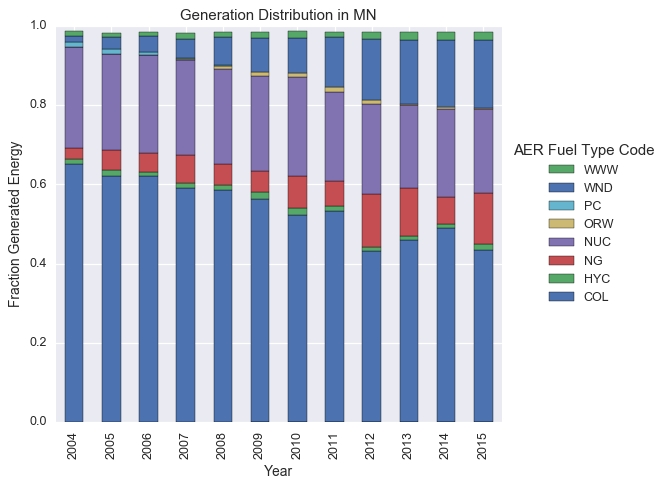 Generation Distribution in MN
1.0
0.8
0.6
0.4
0.2
0.0
Fraction Generated Energy
2004 2005 2006 2007 2008 2009 2010 2011 2012 2013 2014 2015
Year
AER Fuel Type Code
WWW
WND
PC
ORW
NUC
NG
HYC
COL